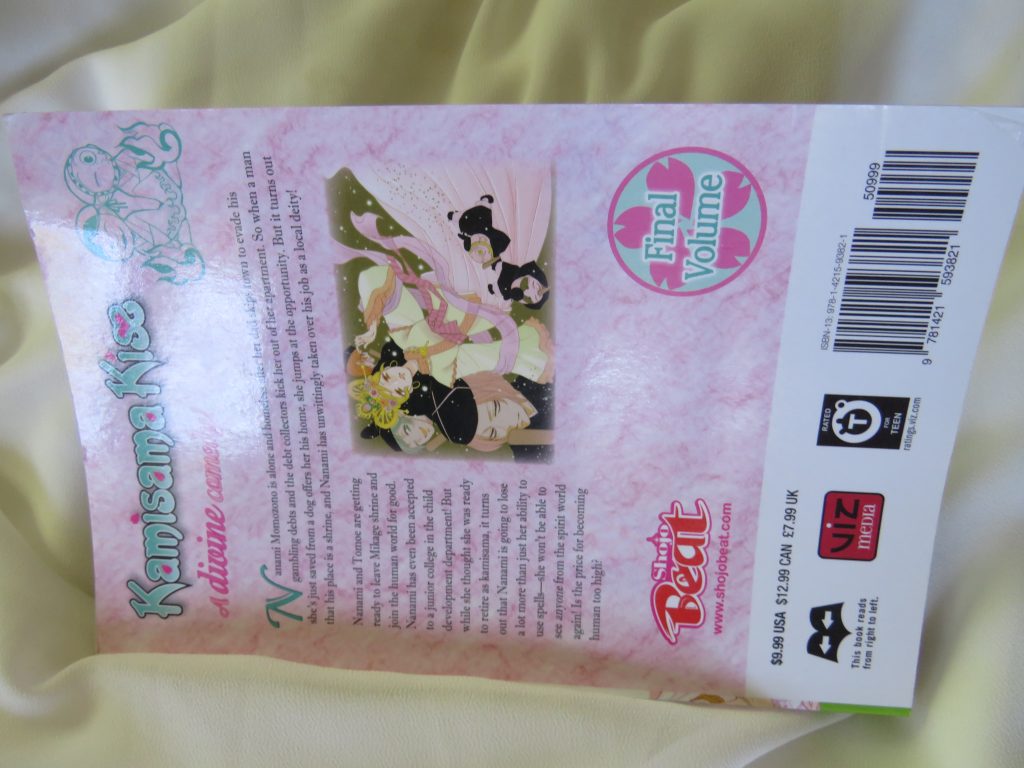 Kamisama Kiss
A divine comedy
Nanami Momozono is alone and homeless after her dad skips town to evade his
gambling debts and the debt collectors kick her out of her apartment. So when a man
she's just saved from a dog offers her his home, she jumps at the opportunity. But it turns out
that his place is a shrine, and Nanami has unwittingly taken over his job as a local deity!
Nanami and Tomoe are getting
ready to leave Mikage shrine and
join the human world for good.
Nanami has even been accepted
to a junior college in the child
development department! But
while she thought she was ready
to retire as kamisama, it turns
out that Nanami is going to lose
a lot more than just her ability to
use spells—she won't be able to
see anyone from the spirit world
again! Is the price for becoming
human too high?
Final
Volume
Shojo
Beat
www.shojobeat.com
$9.99 USA $12.99 CAN £7.99 UK
This book reads
from right to left.
VIZ
MEDIA
RATED
T
FOR
TEEN
ratings.viz.com
ISBN-13: 978-1-4215-9382-1
50999
9 781421 593821